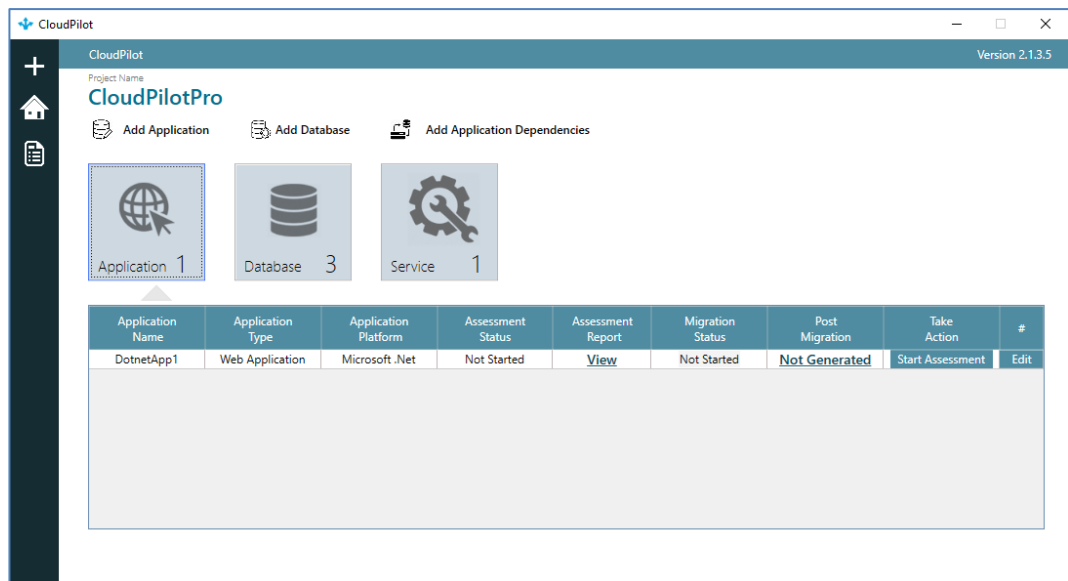 CloudPilot
CloudPilot Version 2.1.3.5
Project Name
CloudPilotPro
Add Application Add Database Add Application Dependencies
Application 1 Database 3 Service 1
Application Application Application Assessment Assessment Migration Post Take #
Name Type Platform Status Report Status Migration Action
DotnetApp1 Web Application Microsoft .Net Not Started View Not Started Not Generated Start Assessment Edit